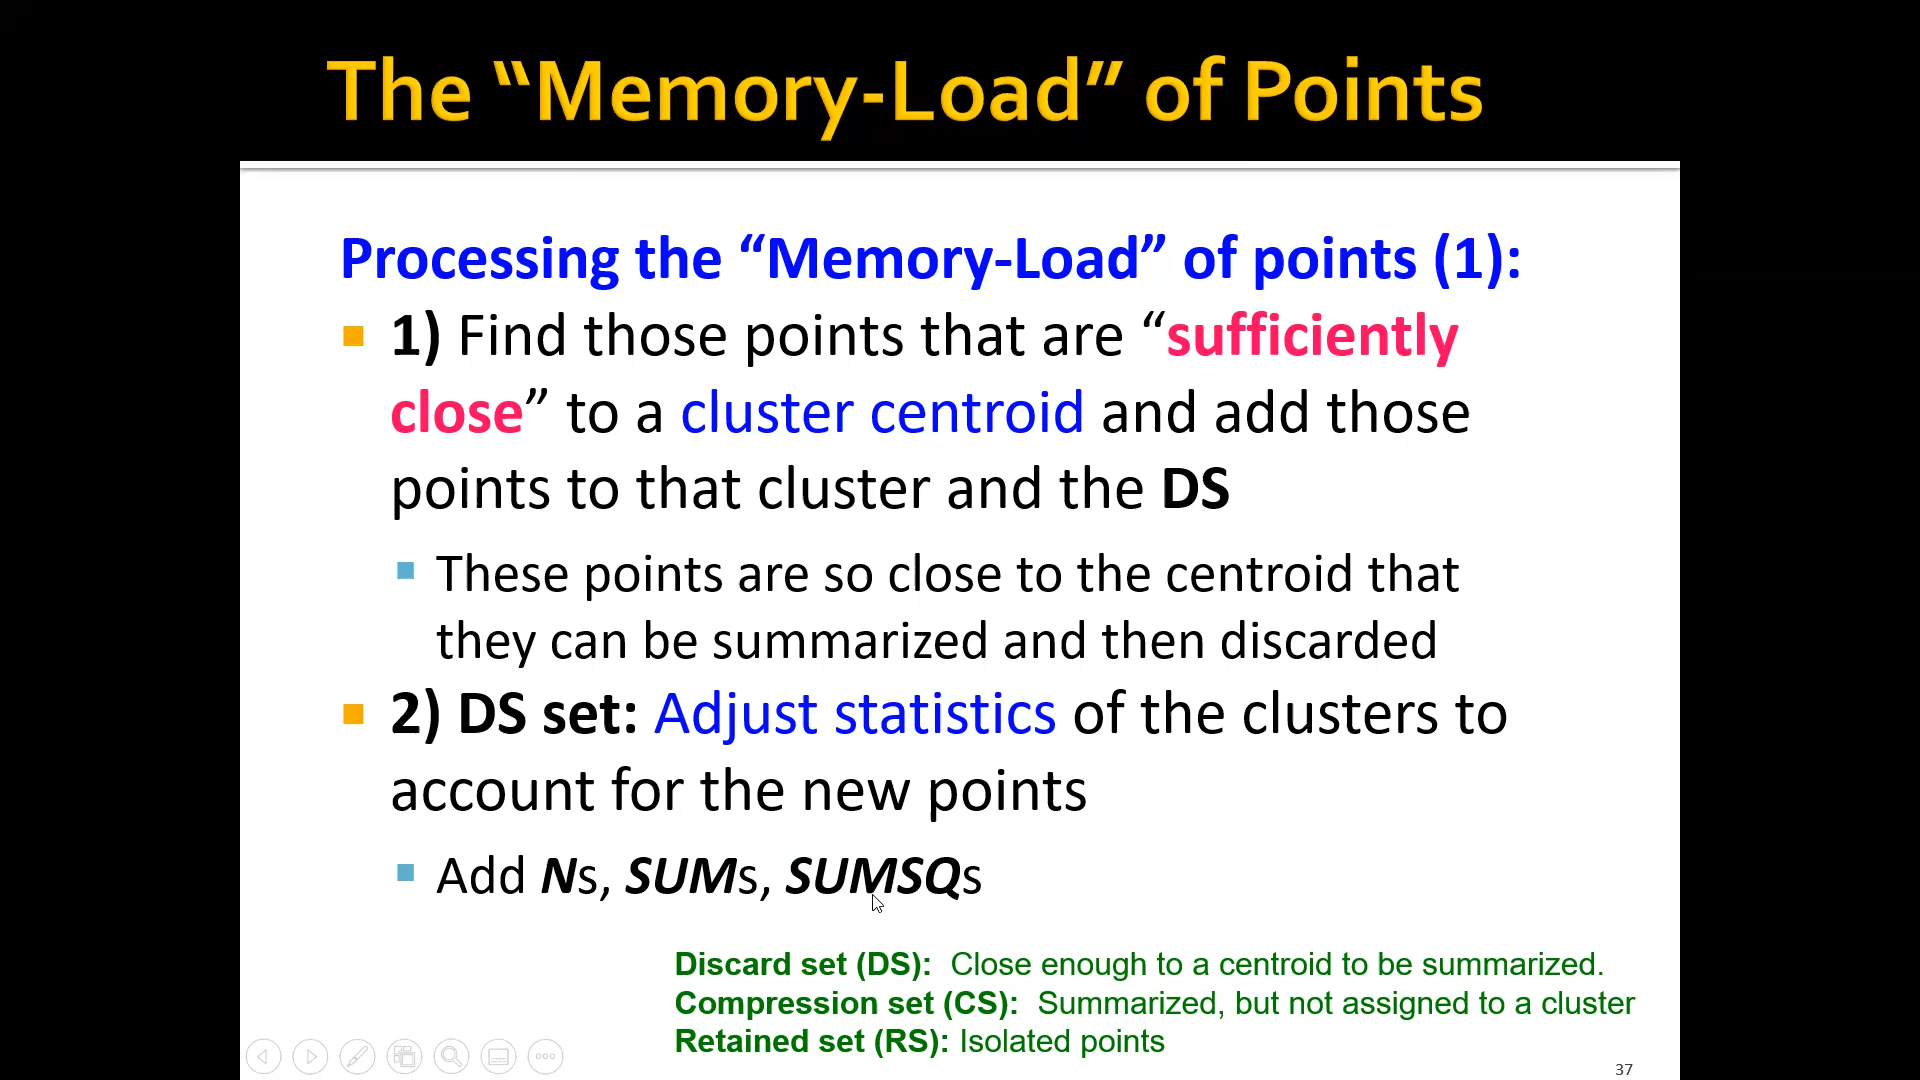 The “Memory-Load” of Points
Processing the “Memory-Load” of points (1):
1) Find those points that are “sufficiently
close” to a cluster centroid and add those
points to that cluster and the DS
These points are so close to the centroid that
they can be summarized and then discarded
2) DS set: Adjust statistics of the clusters to
account for the new points
Add Ns, SUMs, SUMSQs
Discard set (DS): Close enough to a centroid to be summarized.
Compression set (CS): Summarized, but not assigned to a cluster
Retained set (RS): Isolated points
37